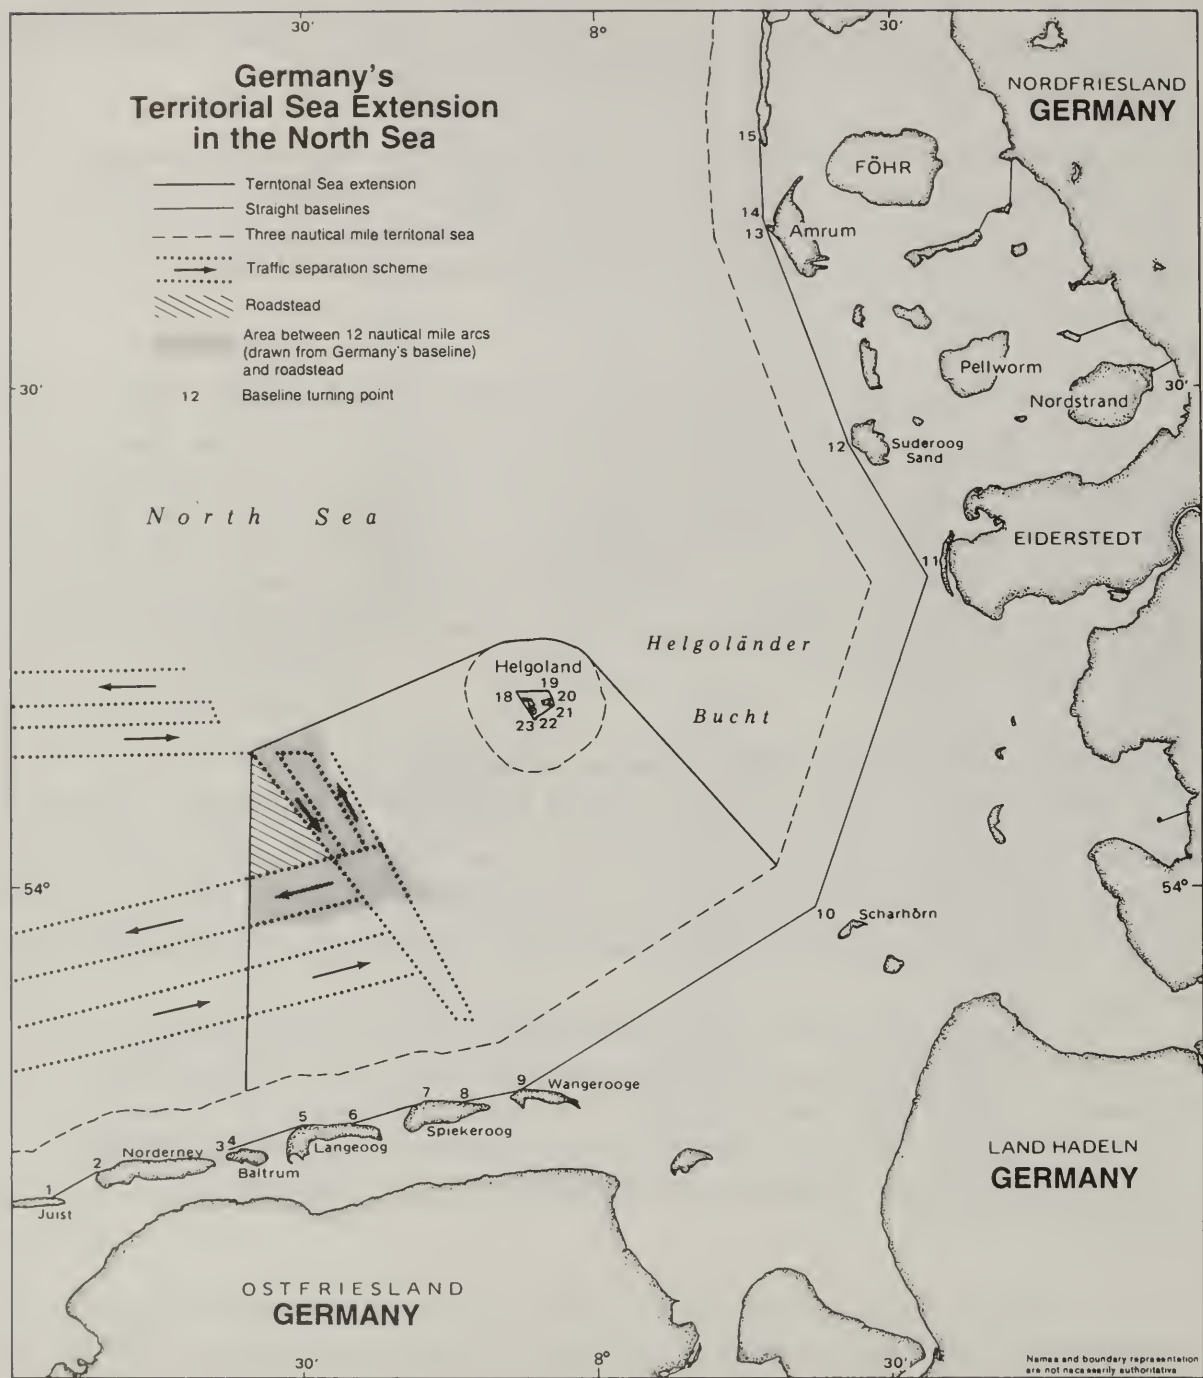 30'
8°
30'
Germany's
Territorial Sea Extension
in the North Sea
Terntonal Sea extension
Straight baselines
Three nautical mile territonal sea
Traffic separation scheme
Roadstead
Area between 12 nautical mile arcs
(drawn from Germany's baseline)
and roadstead
12 Baseline turning point
NORDFRIESLAND
GERMANY
15
FÖHR
14
13
Amrum
30'
Pellworm
30'
Nordstrand
12
Suderoog
Sand
North Sea
11
EIDERSTEDT
Helgoländer
Bucht
Helgoland
18
19
20
21
22
23
54°
54°
10
Scharhörn
9
Wangerooge
7
8
Spiekeroog
5
6
Langeoog
3
4
Baltrum
2
Norderney
1
Juist
LAND HADELN
GERMANY
OSTFRIESLAND
GERMANY
30'
8°
30'
Names and boundary representation
are not necessarily authoritative